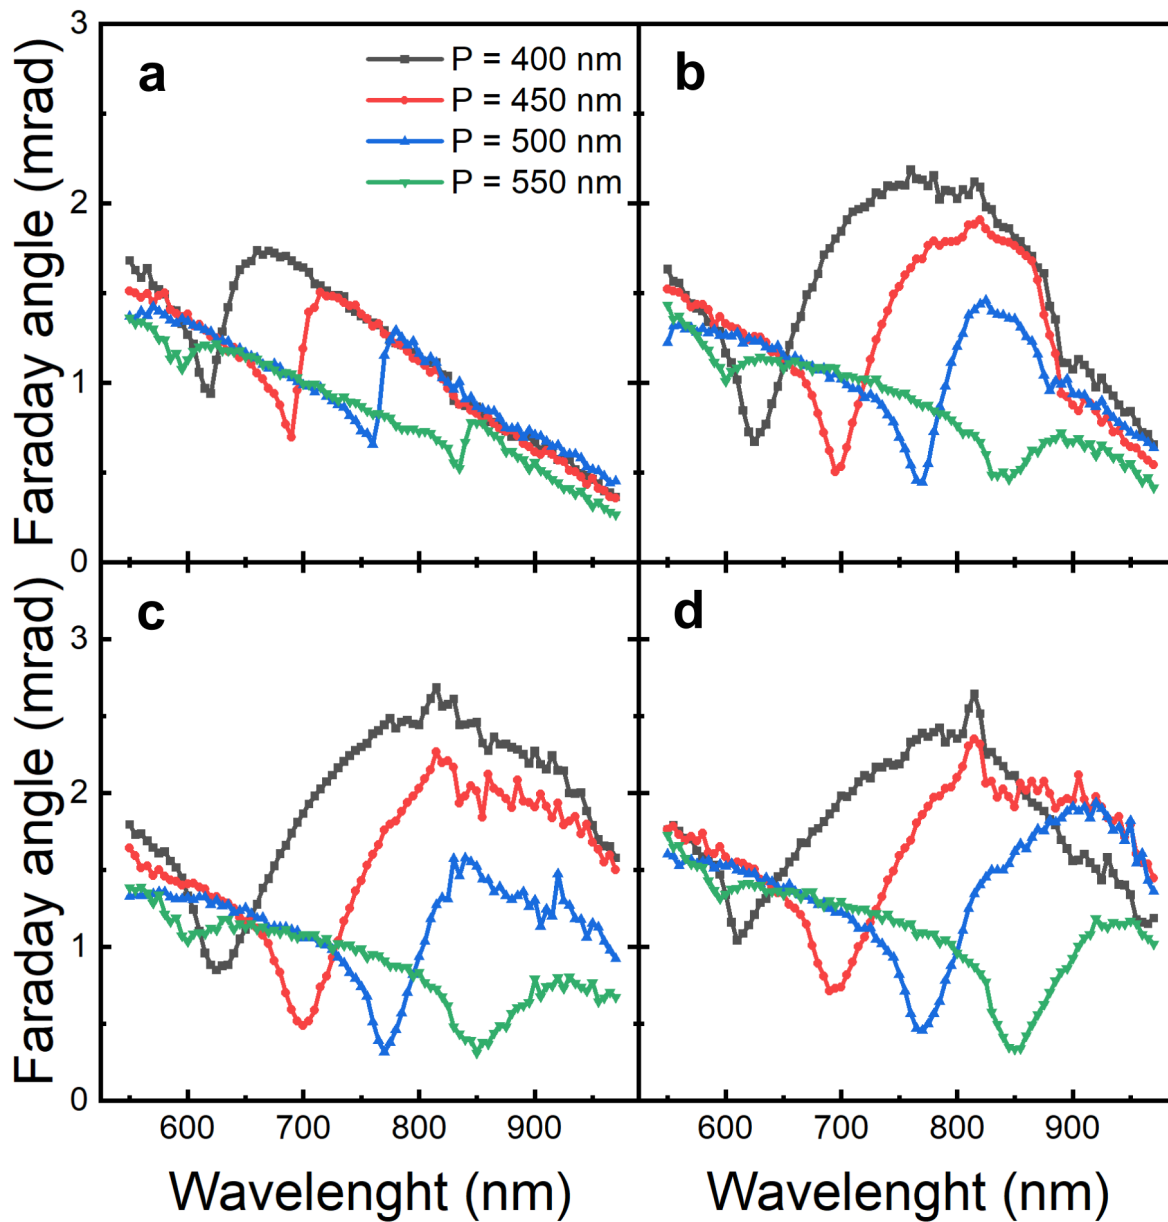 Faraday angle (mrad)
3
2
1
0
a
P = 400 nm
P = 450 nm
P = 500 nm
P = 550 nm
b
Faraday angle (mrad)
3
2
1
0
c
d
600 700 800 900
600 700 800 900
Wavelenght (nm)
Wavelenght (nm)